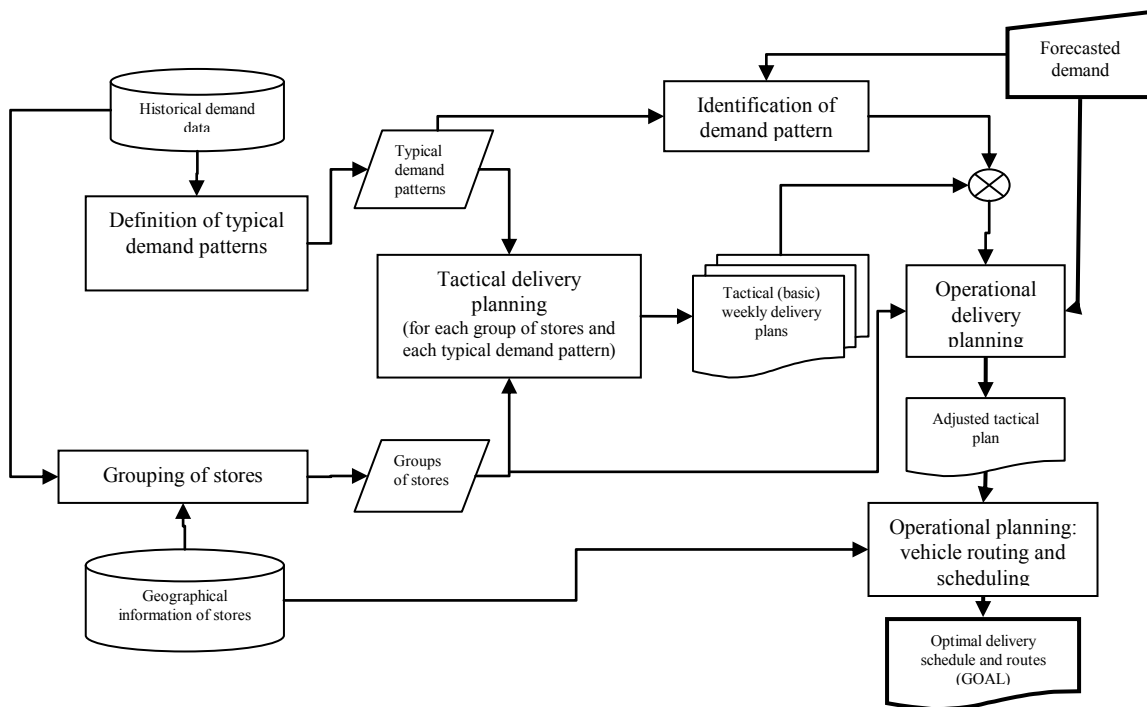 Forecasted
demand
Historical demand
data
Identification of
demand pattern
Typical
demand
patterns
Definition of typical
demand patterns
Tactical delivery
planning
(for each group of stores and
each typical demand pattern)
Tactical (basic)
weekly delivery
plans
Operational
delivery
planning
Adjusted tactical
plan
Grouping of stores
Groups
of stores
Operational planning:
vehicle routing and
scheduling
Geographical
information of stores
Optimal delivery
schedule and routes
(GOAL)